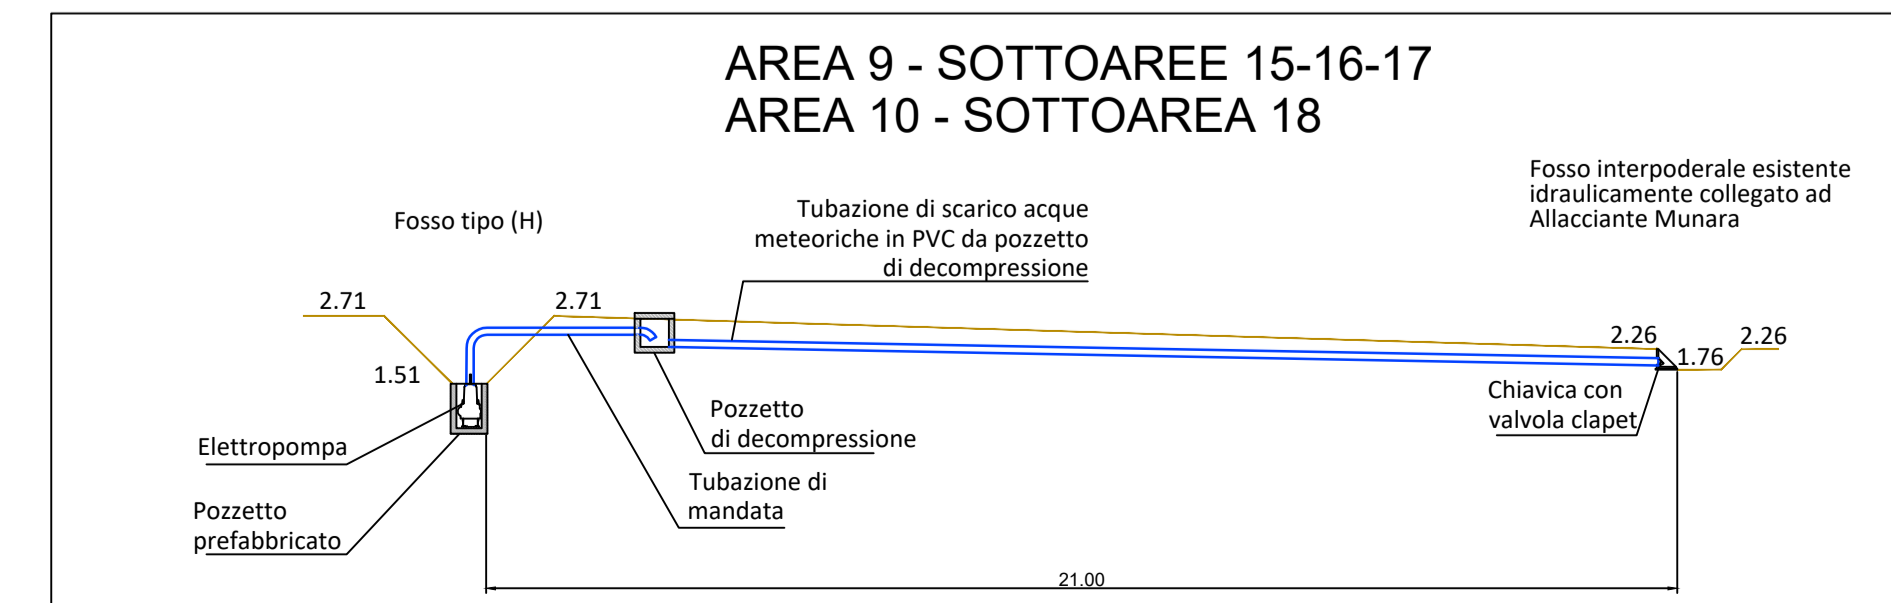 AREA 9 - SOTTOAREE 15-16-17
AREA 10 - SOTTOAREA 18
Fosso interpoderale esistente
idraulicamente collegato ad
Allacciante Munara
Fosso tipo (H)
Tubazione di scarico acque
meteoriche in PVC da pozzetto
di decompressione
2.71
2.71
1.51
2.26
1.76
2.26
Chiavica con
valvola clapet
Pozzetto
di decompressione
Elettropompa
Tubazione di
mandata
Pozzetto
prefabbricato
21.00